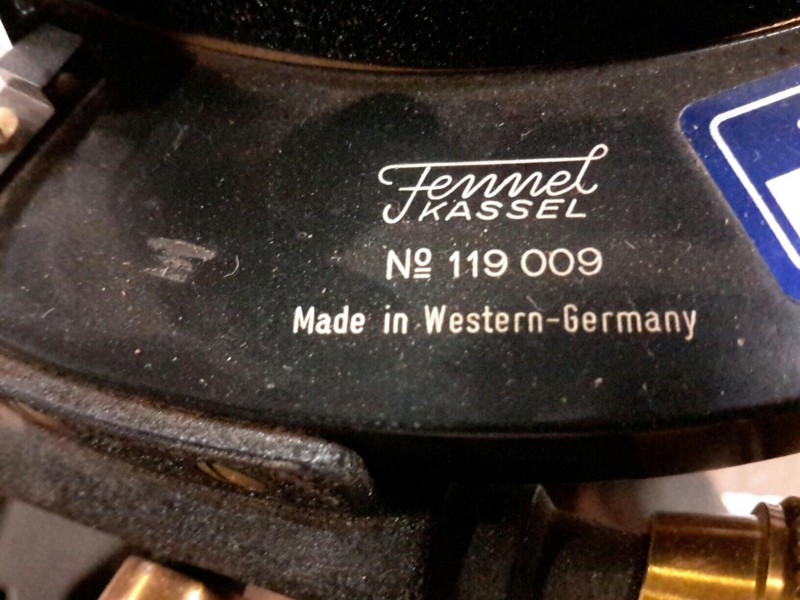 Fennel
KASSEL
Nº 119 009
Made in Western-Germany